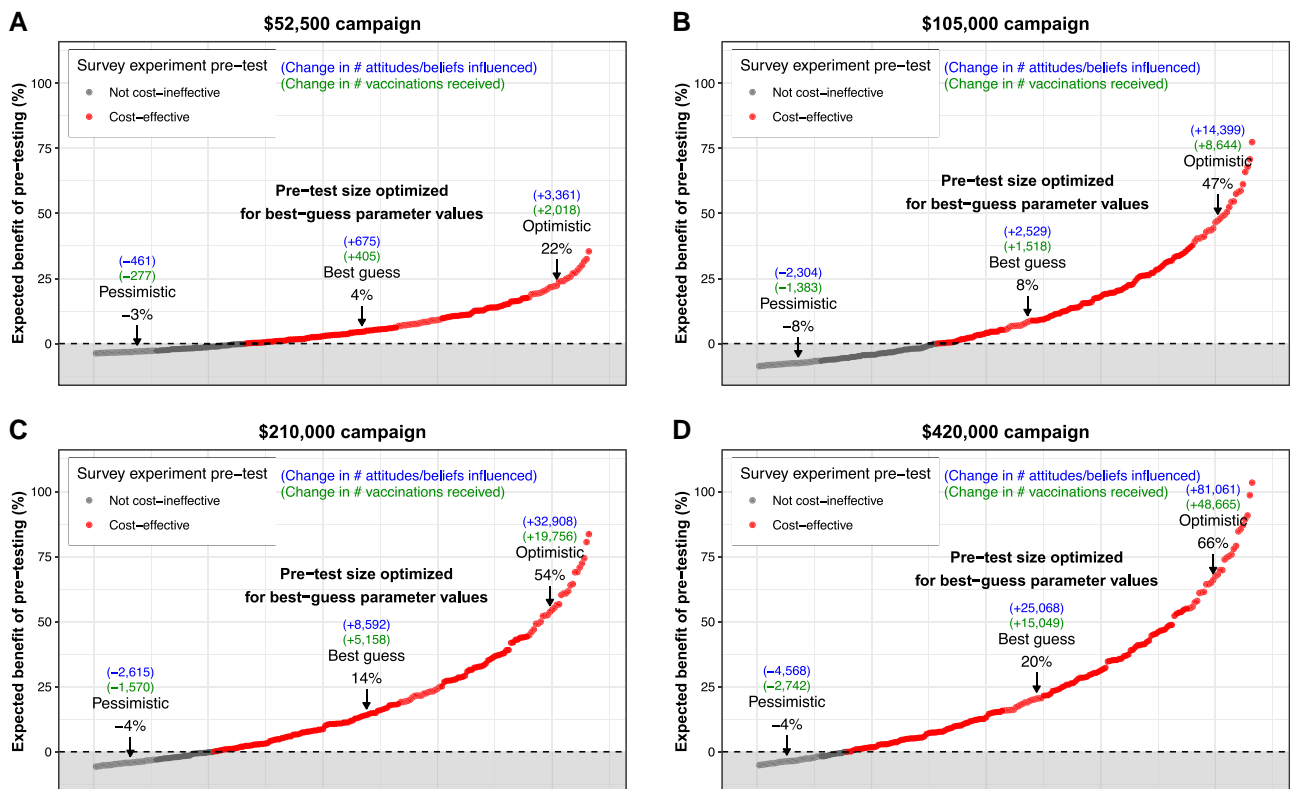 A
$52,500 campaign
Expected benefit of pre-testing (%)
100
75
50
25
0
Survey experiment pre-test
Not cost-ineffective
Cost-effective
(Change in # attitudes/beliefs influenced)
(Change in # vaccinations received)
Pre-test size optimized
for best-guess parameter values
(−461)
(−277)
Pessimistic
−3%
(+675)
(+405)
Best guess
4%
(+3,361)
(+2,018)
Optimistic
22%
B
$105,000 campaign
Expected benefit of pre-testing (%)
100
75
50
25
0
Survey experiment pre-test
Not cost-ineffective
Cost-effective
(Change in # attitudes/beliefs influenced)
(Change in # vaccinations received)
Pre-test size optimized
for best-guess parameter values
(−2,304)
(−1,383)
Pessimistic
−8%
(+2,529)
(+1,518)
Best guess
8%
(+14,399)
(+8,644)
Optimistic
47%
C
$210,000 campaign
Expected benefit of pre-testing (%)
100
75
50
25
0
Survey experiment pre-test
Not cost-ineffective
Cost-effective
(Change in # attitudes/beliefs influenced)
(Change in # vaccinations received)
Pre-test size optimized
for best-guess parameter values
(−2,615)
(−1,570)
Pessimistic
−4%
(+8,592)
(+5,158)
Best guess
14%
(+32,908)
(+19,756)
Optimistic
54%
D
$420,000 campaign
Expected benefit of pre-testing (%)
100
75
50
25
0
Survey experiment pre-test
Not cost-ineffective
Cost-effective
(Change in # attitudes/beliefs influenced)
(Change in # vaccinations received)
Pre-test size optimized
for best-guess parameter values
(−4,568)
(−2,742)
Pessimistic
−4%
(+25,068)
(+15,049)
Best guess
20%
(+81,061)
(+48,665)
Optimistic
66%